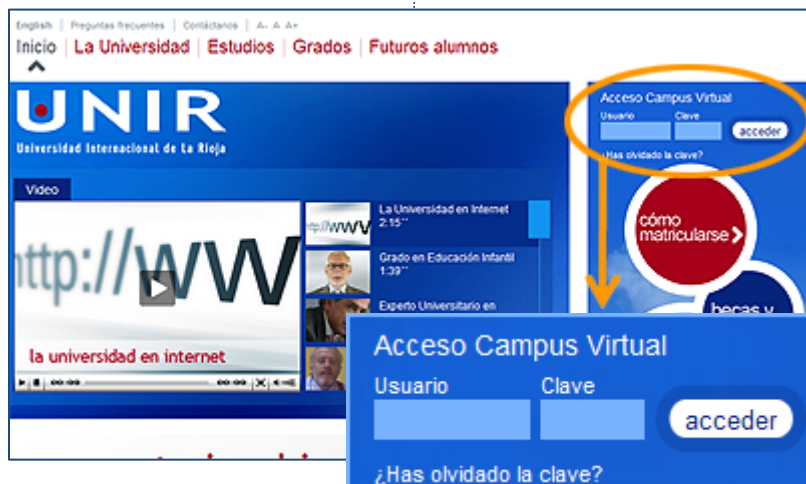 English | Preguntas frecuentes | Contáctanos | A- A A+
Inicio | La Universidad | Estudios | Grados | Futuros alumnos
UNIR
Universidad Internacional de La Rioja
Acceso Campus Virtual
Usuario Clave
acceder
¿Has olvidado la clave?
Video
http://WW
la universidad en internet
La Universidad en Internet
2:15''
Grado en Educación Infantil
1:39''
Experto Universitario en
cómo
matricularse
becas y
Acceso Campus Virtual
Usuario Clave
acceder
¿Has olvidado la clave?